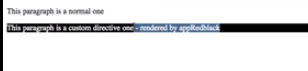 This paragraph is a normal one
This paragraph is a custom directive one - rendered by appRedblack